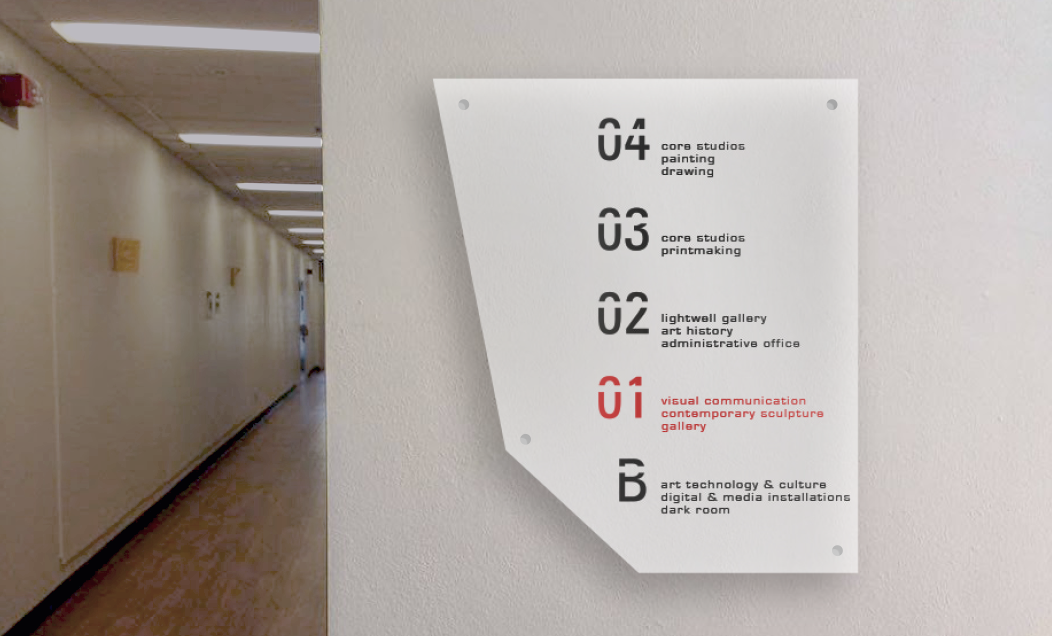 04
core studios
painting
drawing
03
core studios
printmaking
02
lightwell gallery
art history
administrative office
01
visual communication
contemporary sculpture
gallery
B
art technology & culture
digital & media installations
dark room